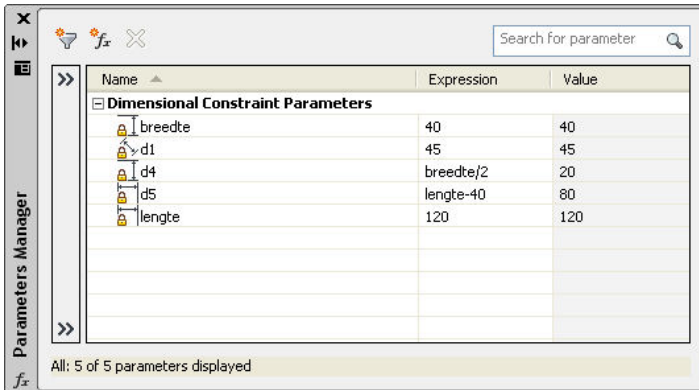 Search for parameter
Name Expression Value
Dimensional Constraint Parameters
breedte 40 40
d1 45 45
d4 breedte/2 20
d5 lengte-40 80
lengte 120 120
All: 5 of 5 parameters displayed
Parameters Manager